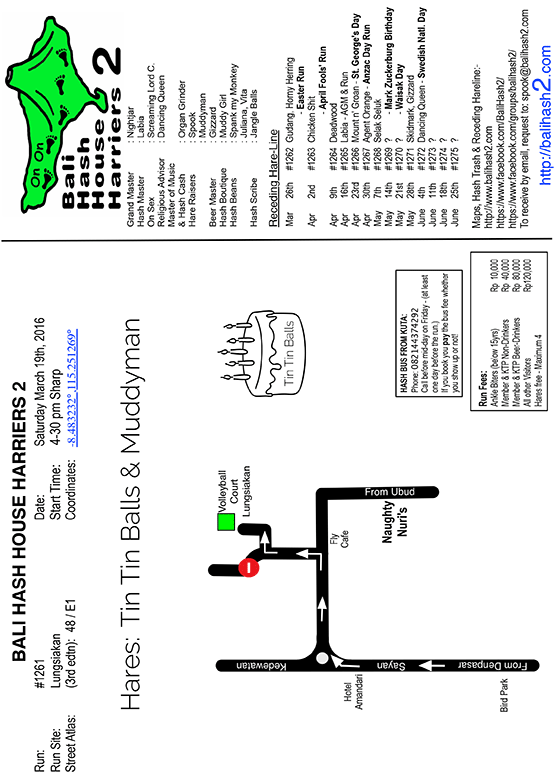 BALI HASH HOUSE HARRIERS 2
Run: #1261 Date: Saturday March 19th, 2016
Run Site: Lungsiakan Start Time: 4-30 pm Sharp
Street Atlas: (3rd edtn): 48 / E1 Coordinates: -8.483232°,115.251269°
Hares: Tin Tin Balls & Muddyman
Tin Tin Balls
Volleyball
Court
Lungsiakan
Fly
Cafe
From Ubud
Naughty
Nuri's
Kedewatan
Sayan
From Denpasar
Hotel
Amandari
Bird Park
HASH BUS FROM KUTA:
Phone: 082144374292
Call before mid-day on Friday - (at least
one day before the run.)
If you book you pay the bus fee whether
you show up or not!
Run Fees:
Ankle Biters (below 15yrs) Rp 10,000
Member & KTP Non-Drinkers Rp 40,000
Member & KTP Beer-Drinkers Rp 80,000
All other Visitors Rp120,000
Hares free - Maximum 4
On On
Bali
Hash
House
Harriers 2
Grand Master : Nightjar
Hash Master : Labia
On Sex : Screaming Lord C.
Religious Advisor : Dancing Queen
Master of Music
& Hash Cash : Organ Grinder
Hare Raisers : Spook
Muddyman
Beer Master : Gizzard
Hash Boutique : Muddy Girl
Hash Beans : Spank my Monkey
: Juliana, Vita
Hash Scribe : Jangle Balls
Receding Hare-Line
Mar 26th #1262 Gudang, Horny Herring
- Easter Run
Apr 2nd #1263 Chicken Shit
- April Fools' Run
Apr 9th #1264 Deadwood
Apr 16th #1265 Labia - AGM & Run
Apr 23rd #1266 Mount n' Groan - St. George's Day
Apr 30th #1267 Agent Orange - Anzac Day Run
May 7th #1268 Selak Seluk
May 14th #1269 ? - Mark Zuckerburg Birthday
May 21st #1270 ? - Waisak Day
May 28th #1271 Skidmark, Gizzard
June 4th #1272 Dancing Queen - Swedish Natl. Day
June 11th #1273 ?
June 18th #1274 ?
June 25th #1275 ?
Maps, Hash Trash & Receding Hareline:-
http://www.balihash2.com
https://www.facebook.com/BaliHash2/
https://www.facebook.com/groups/balihash2/
To receive by email, request to: spook@balihash2.com
http://balihash2.com